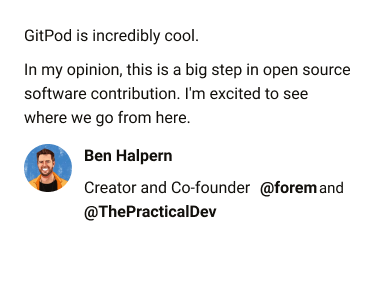 GitPod is incredibly cool.
In my opinion, this is a big step in open source
software contribution. I'm excited to see
where we go from here.
Ben Halpern
Creator and Co-founder @forem and
@ThePracticalDev